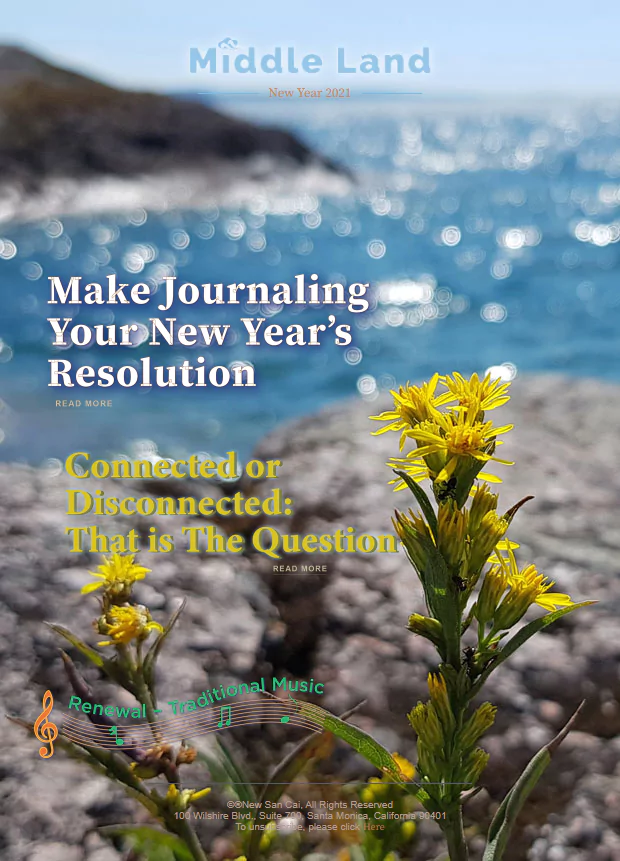 Middle Land
New Year 2021
Make Journaling
Your New Year's
Resolution
READ MORE
Connected or
Disconnected:
That is The Question
READ MORE
Renewal – Traditional Music
©®New San Cai, All Rights Reserved
100 Wilshire Blvd., Suite 700, Santa Monica, California 90401
To unsubscribe, please click Here